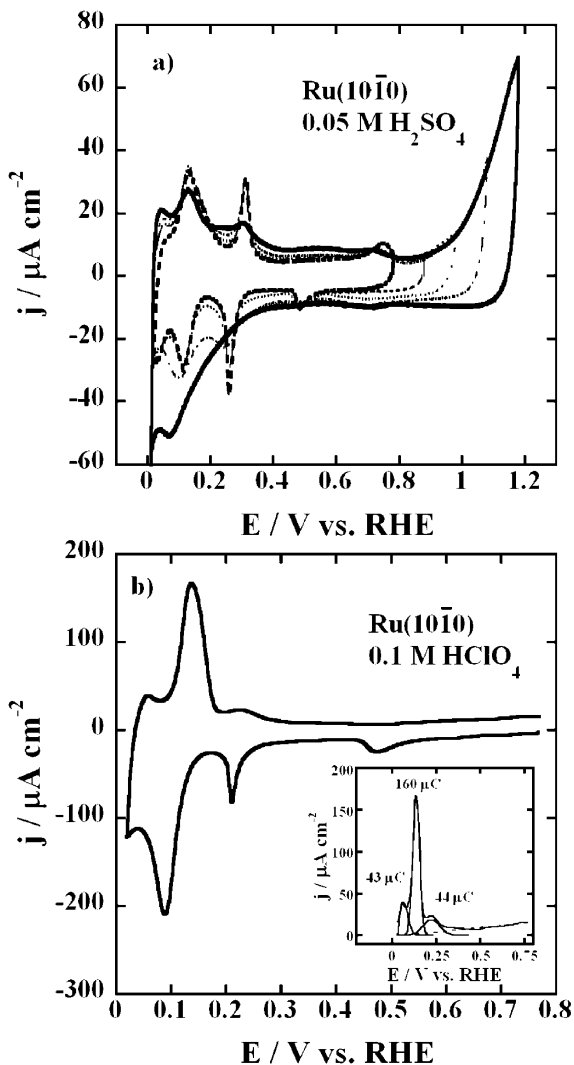 a)
Ru(101̄0)
0.05 M H₂SO₄
80
60
40
20
0
-20
-40
-60
j / μA cm⁻²
0 0.2 0.4 0.6 0.8 1 1.2
E / V vs. RHE
b)
Ru(101̄0)
0.1 M HClO₄
200
100
0
-100
-200
-300
j / μA cm⁻²
200
150
100
50
0
j / μA cm⁻²
160 μC
43 μC
44 μC
0 0.25 0.5 0.75
E / V vs. RHE
0 0.1 0.2 0.3 0.4 0.5 0.6 0.7 0.8
E / V vs. RHE